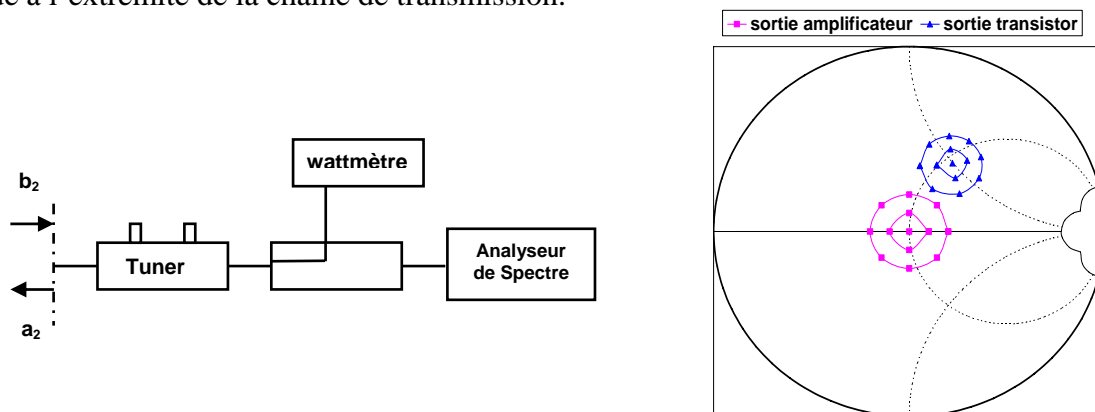 à l'extrémité de la chaîne de transmission.
sortie amplificateur
sortie transistor
wattmètre
b2
Tuner
Analyseur
de Spectre
a2